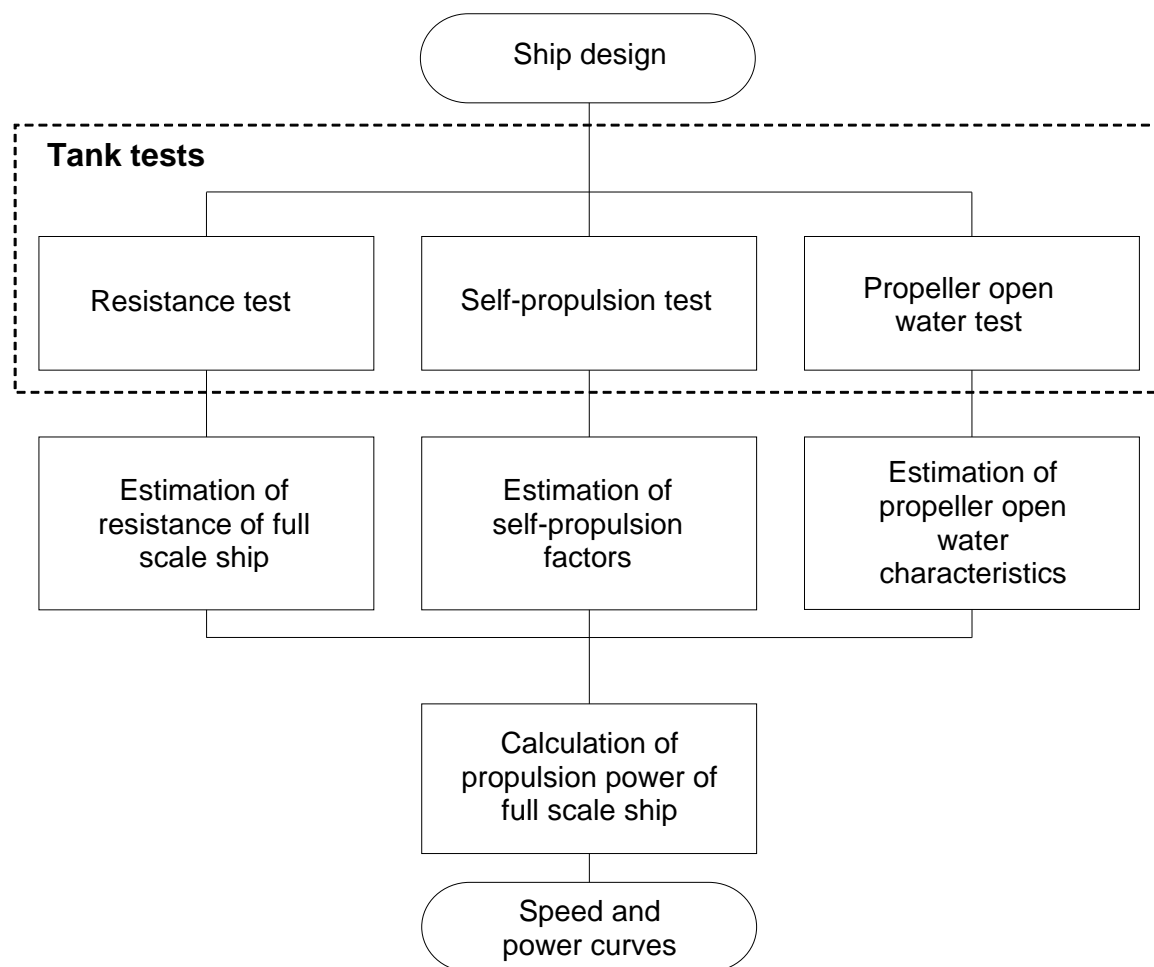 Ship design
Tank tests
Resistance test
Self-propulsion test
Propeller open
water test
Estimation of
resistance of full
scale ship
Estimation of
self-propulsion
factors
Estimation of
propeller open
water
characteristics
Calculation of
propulsion power of
full scale ship
Speed and
power curves